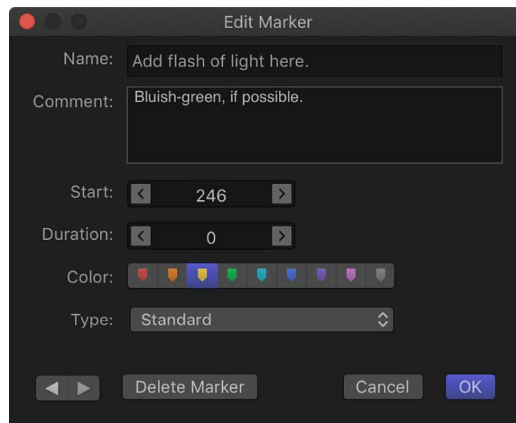 Edit Marker
Name: Add flash of light here.
Comment: Bluish-green, if possible.
Start: 246
Duration: 0
Color:
Type: Standard
Delete Marker Cancel OK